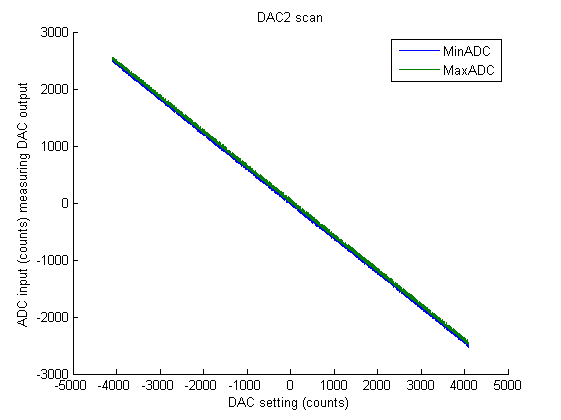 DAC2 scan
MinADC
MaxADC
ADC input (counts) measuring DAC output
3000
2000
1000
0
-1000
-2000
-3000
-5000 -4000 -3000 -2000 -1000 0 1000 2000 3000 4000 5000
DAC setting (counts)